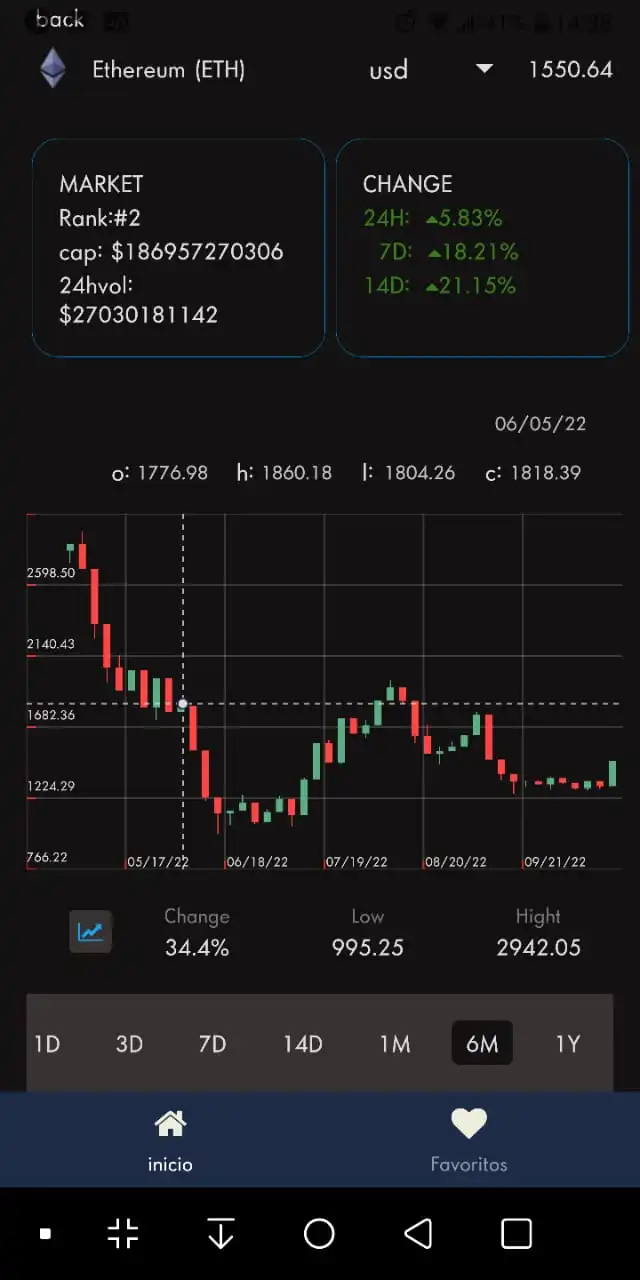 back
Ethereum (ETH) usd 1550.64
MARKET
Rank:#2
cap: $186957270306
24hvol:
$27030181142
CHANGE
24H: 5.83%
7D: 18.21%
14D: 21.15%
06/05/22
o: 1776.98 h: 1860.18 l: 1804.26 c: 1818.39
2598.50
2140.43
1682.36
1224.29
766.22
05/17/22 06/18/22 07/19/22 08/20/22 09/21/22
Change Low Hight
34.4% 995.25 2942.05
1D 3D 7D 14D 1M 6M 1Y
inicio Favoritos